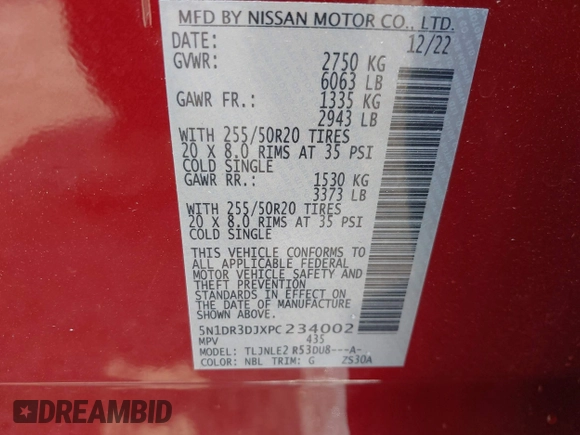 MFD BY NISSAN MOTOR CO., LTD.
DATE: 12/22
GVWR: 2750 KG
6063 LB
GAWR FR.: 1335 KG
2943 LB
WITH 255/50R20 TIRES
20 X 8.0 RIMS AT 35 PSI
COLD SINGLE
GAWR RR.: 1530 KG
3373 LB
WITH 255/50R20 TIRES
20 X 8.0 RIMS AT 35 PSI
COLD SINGLE
THIS VEHICLE CONFORMS TO
ALL APPLICABLE FEDERAL
MOTOR VEHICLE SAFETY AND
THEFT PREVENTION
STANDARDS IN EFFECT ON
THE DATE OF MANUFACTURE
SHOWN ABOVE.
5N1DR3DJXPC234002
MPV 435
MODEL: TLJNLE2 R530U8---A-
COLOR: NBL TRIM: G 2S30A
DREAMBID